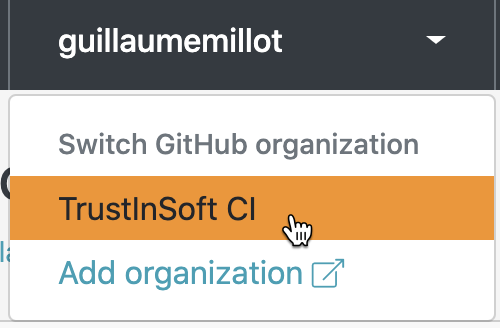 guillaumemillot
Switch GitHub organization
TrustInSoft CI
Add organization